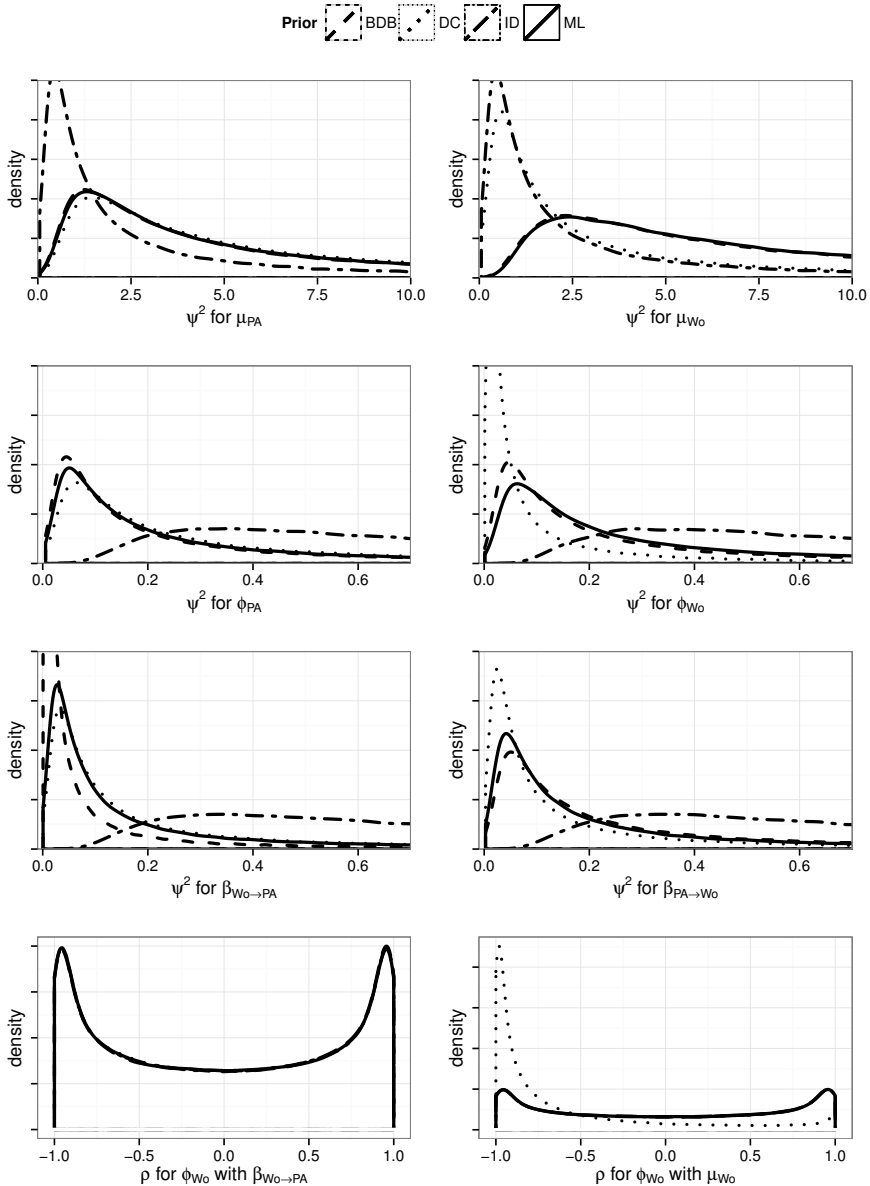 Prior BDB DC ID ML
density
0.0 2.5 5.0 7.5 10.0
ψ² for μPA
density
0.0 2.5 5.0 7.5 10.0
ψ² for μWo
density
0.0 0.2 0.4 0.6
ψ² for ϕPA
density
0.0 0.2 0.4 0.6
ψ² for ϕWo
density
0.0 0.2 0.4 0.6
ψ² for βWo→PA
density
0.0 0.2 0.4 0.6
ψ² for βPA→Wo
density
−1.0 −0.5 0.0 0.5 1.0
ρ for ϕWo with βWo→PA
density
−1.0 −0.5 0.0 0.5 1.0
ρ for ϕWo with μWo